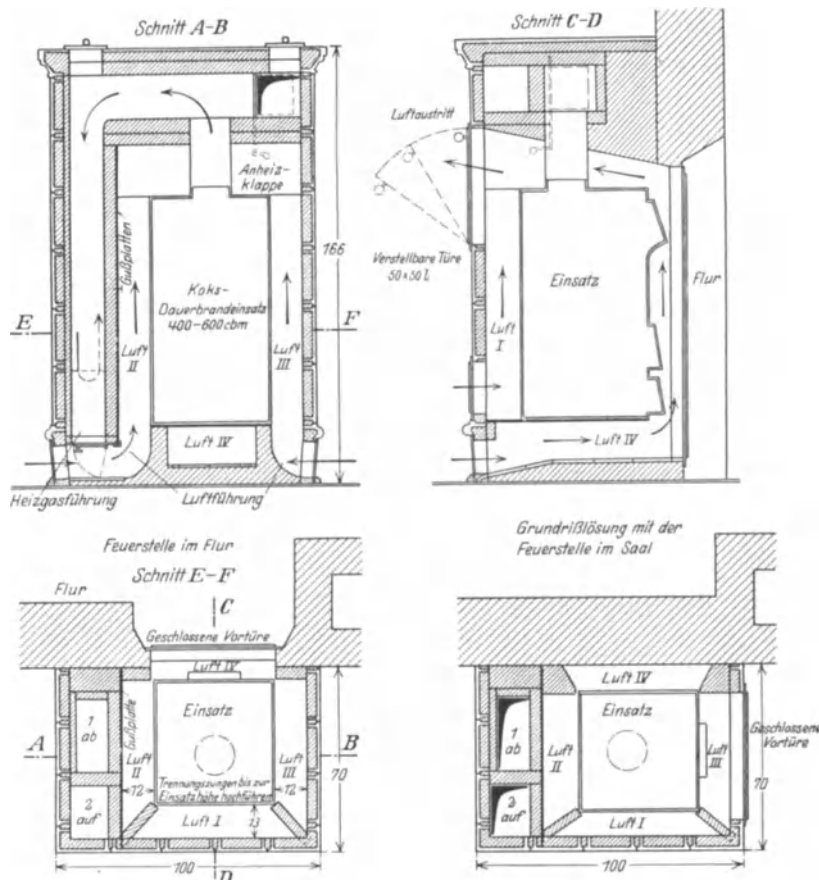 Schnitt A-B
Anheiz-
klappe
Gußplatten
Koks-
Dauerbrandeinsatz
400-600 cbm
E
F
Luft
II
Luft
III
166
Luft IV
Heizgasführung
Luftführung
Schnitt C-D
Luftaustritt
Verstellbare Türe
50×50 l.
Einsatz
Flur
Luft
I
Luft IV
Feuerstelle im Flur
Schnitt E-F
Flur
C
Geschlossene Vortüre
Luft IV
Gußplatte
Einsatz
1
ab
A
B
Luft
II
Luft
III
12
12
Trennungszungen bis zur
Einsatzhöhe hochführen
2
auf
13
Luft I
70
100
D
Grundrißlösung mit der
Feuerstelle im Saal
Luft IV
Einsatz
1
ab
Luft
II
Luft
III
Geschlossene
Vortüre
2
auf
Luft I
70
100